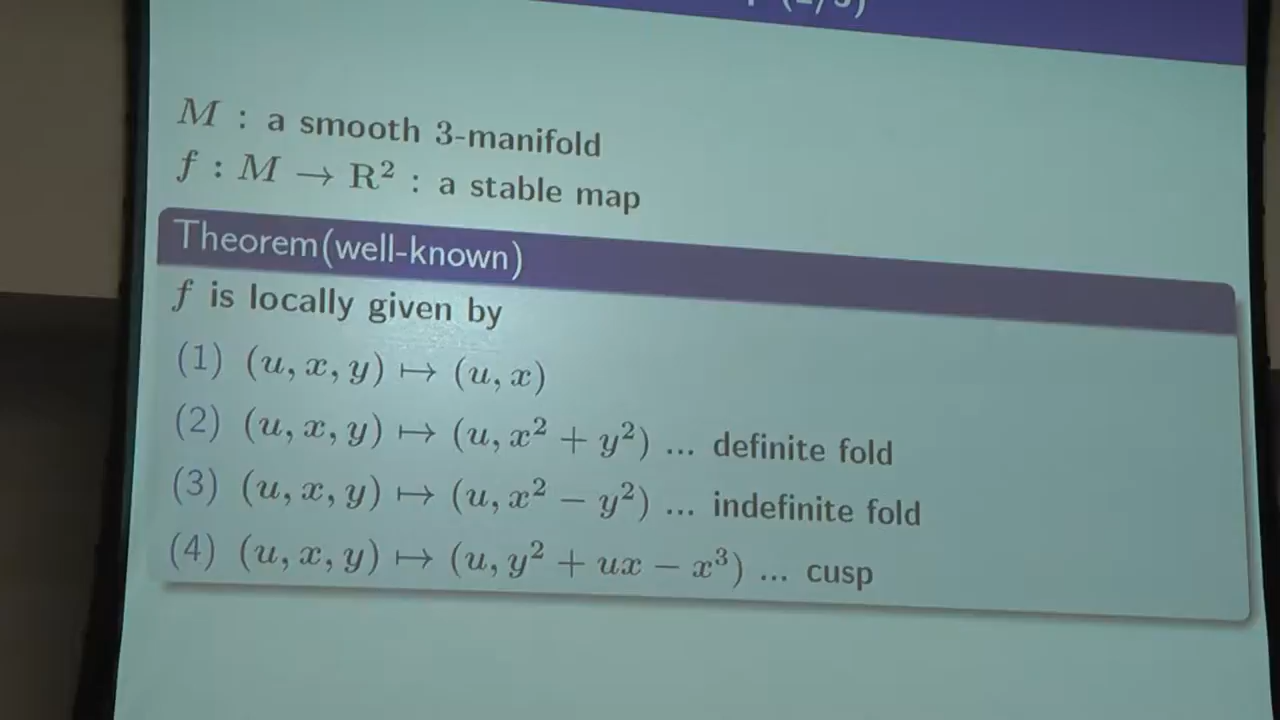 M : a smooth 3-manifold
f : M → R² : a stable map
Theorem(well-known)
f is locally given by
(1) (u, x, y) ↦ (u, x)
(2) (u, x, y) ↦ (u, x² + y²) ... definite fold
(3) (u, x, y) ↦ (u, x² − y²) ... indefinite fold
(4) (u, x, y) ↦ (u, y² + ux − x³) ... cusp